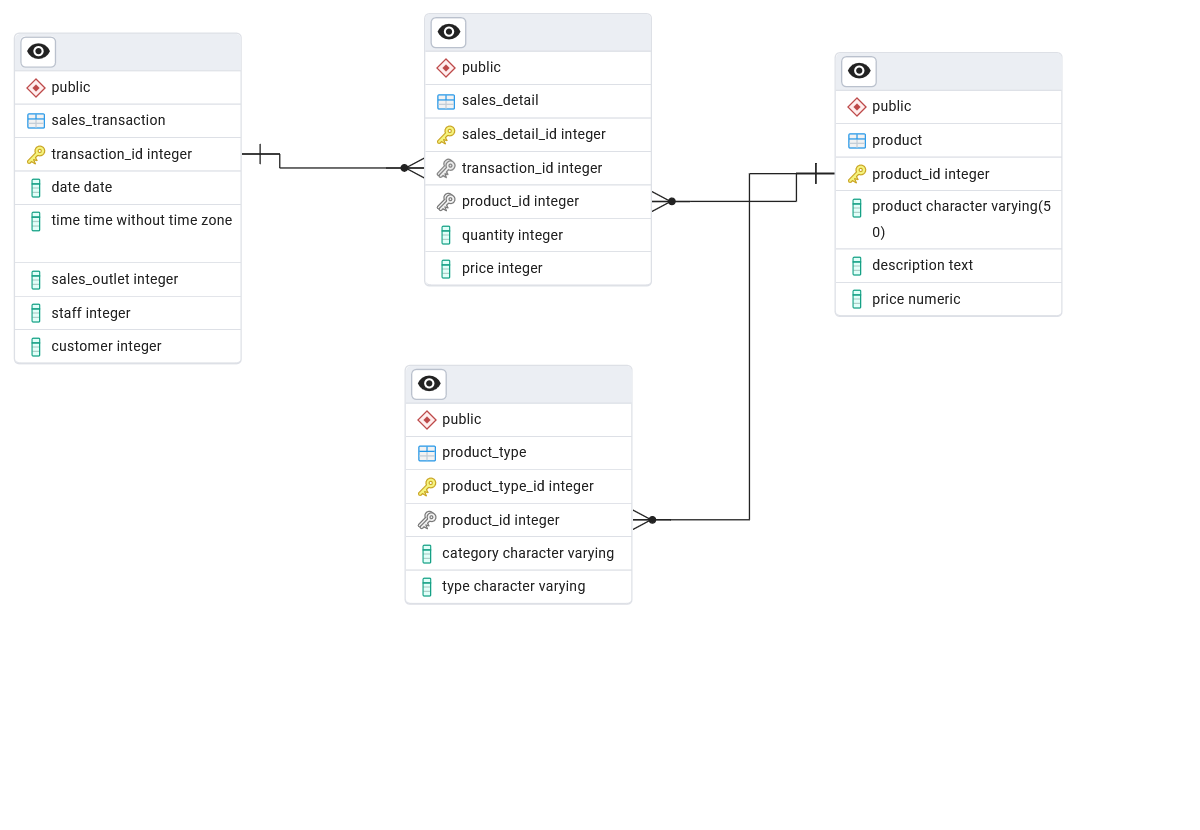 public
sales_transaction
transaction_id integer
date date
time time without time zone
sales_outlet integer
staff integer
customer integer
public
sales_detail
sales_detail_id integer
transaction_id integer
product_id integer
quantity integer
price integer
public
product
product_id integer
product character varying(5
0)
description text
price numeric
public
product_type
product_type_id integer
product_id integer
category character varying
type character varying